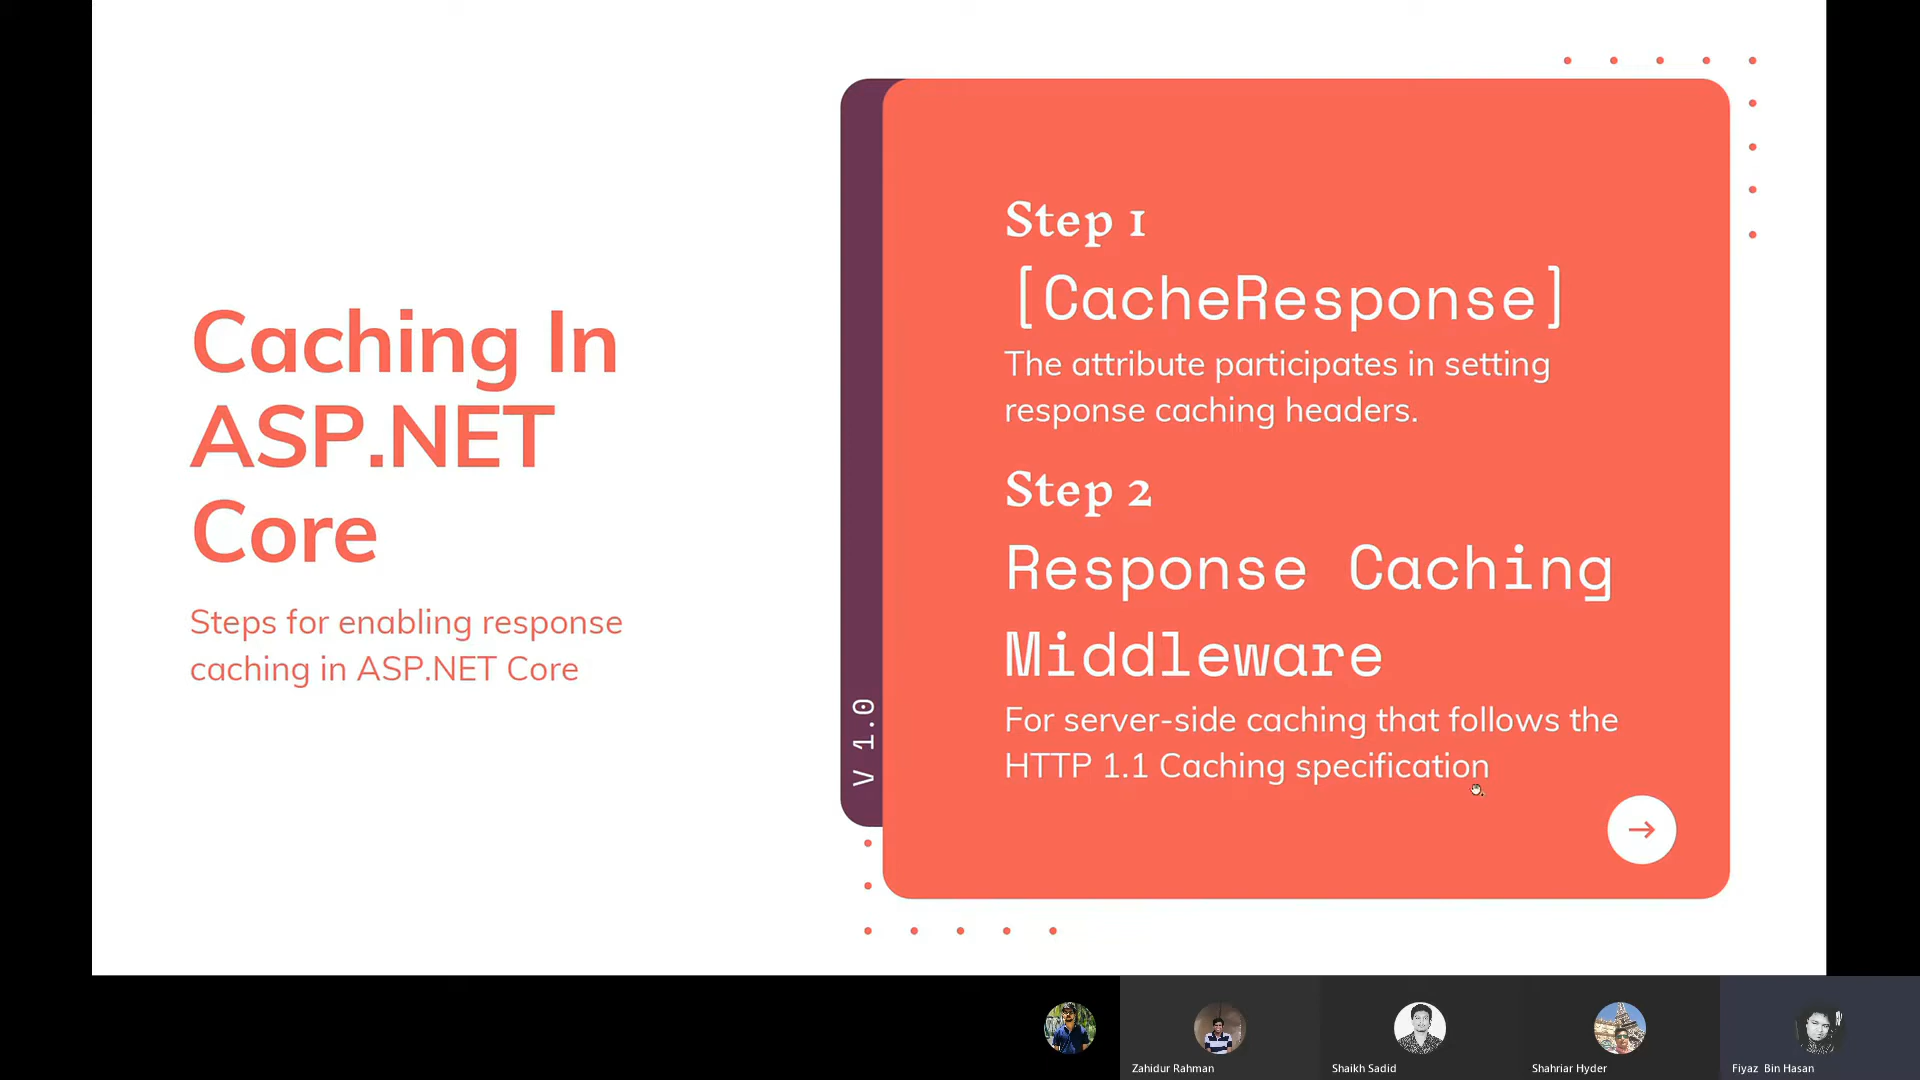 Caching In
ASP.NET
Core
Steps for enabling response
caching in ASP.NET Core
V 1.0
Step 1
[CacheResponse]
The attribute participates in setting
response caching headers.
Step 2
Response Caching
Middleware
For server-side caching that follows the
HTTP 1.1 Caching specification
Zahidur Rahman
Shaikh Sadid
Shahriar Hyder
Fiyaz Bin Hasan